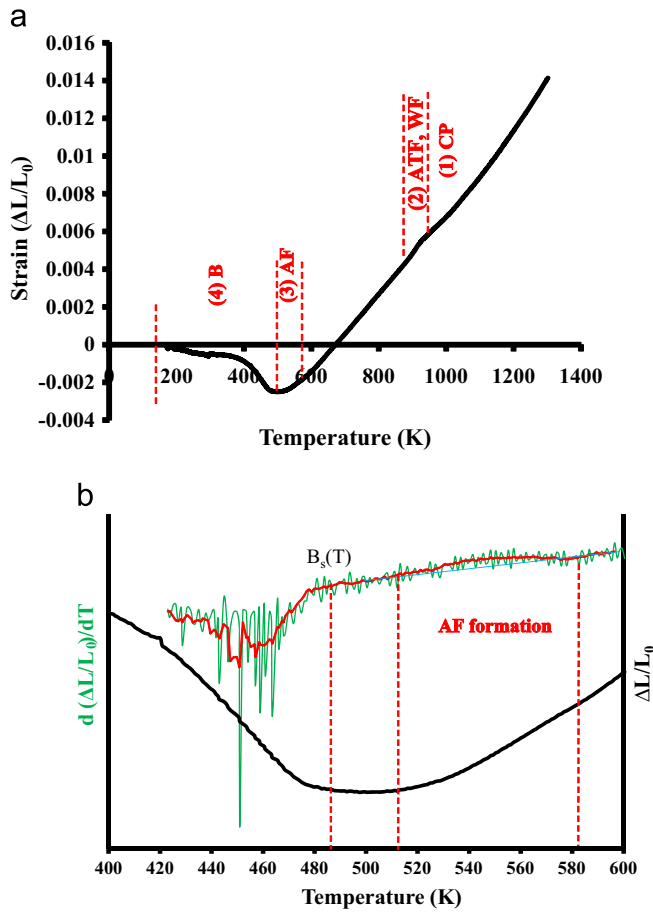 a
0.016
0.014
0.012
0.01
0.008
0.006
0.004
0.002
0
-0.002
-0.004
Strain (ΔL/L0)
(4) B
(3) AF
(2) ATF, WF
(1) CP
0 200 400 600 800 1000 1200 1400
Temperature (K)
b
Bs(T)
AF formation
d (ΔL/L0)/dT
ΔL/L0
400 420 440 460 480 500 520 540 560 580 600
Temperature (K)